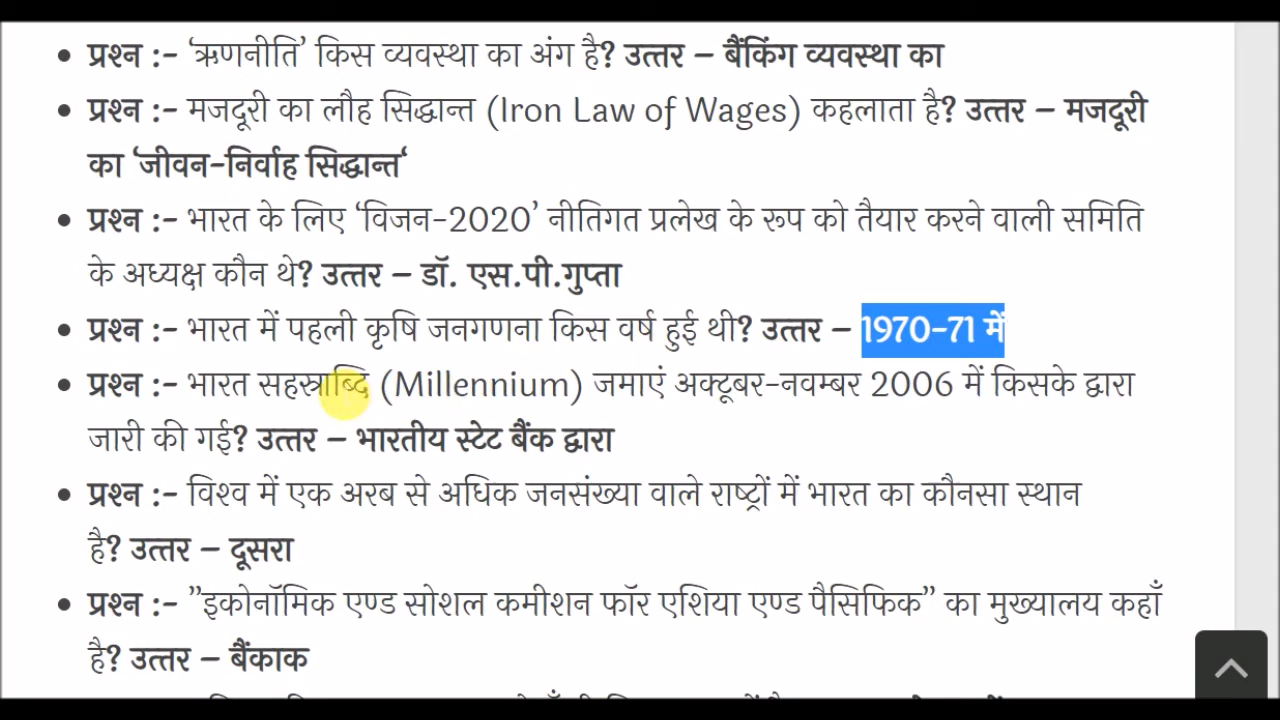 • प्रश्न :- ‘ऋणनीति’ किस व्यवस्था का अंग है? उत्तर – बैंकिंग व्यवस्था का
• प्रश्न :- मजदूरी का लौह सिद्धान्त (Iron Law of Wages) कहलाता है? उत्तर – मजदूरी
का ‘जीवन-निर्वाह सिद्धान्त‘
• प्रश्न :- भारत के लिए ‘विजन-2020’ नीतिगत प्रलेख के रूप को तैयार करने वाली समिति
के अध्यक्ष कौन थे? उत्तर – डॉ. एस.पी.गुप्ता
• प्रश्न :- भारत में पहली कृषि जनगणना किस वर्ष हुई थी? उत्तर – 1970-71 में
• प्रश्न :- भारत सहस्त्राब्दि (Millennium) जमाएं अक्टूबर-नवम्बर 2006 में किसके द्वारा
जारी की गई? उत्तर – भारतीय स्टेट बैंक द्वारा
• प्रश्न :- विश्व में एक अरब से अधिक जनसंख्या वाले राष्ट्रों में भारत का कौनसा स्थान
है? उत्तर – दूसरा
• प्रश्न :- ”इकोनॉमिक एण्ड सोशल कमीशन फॉर एशिया एण्ड पैसिफिक” का मुख्यालय कहाँ
है? उत्तर – बैंकाक